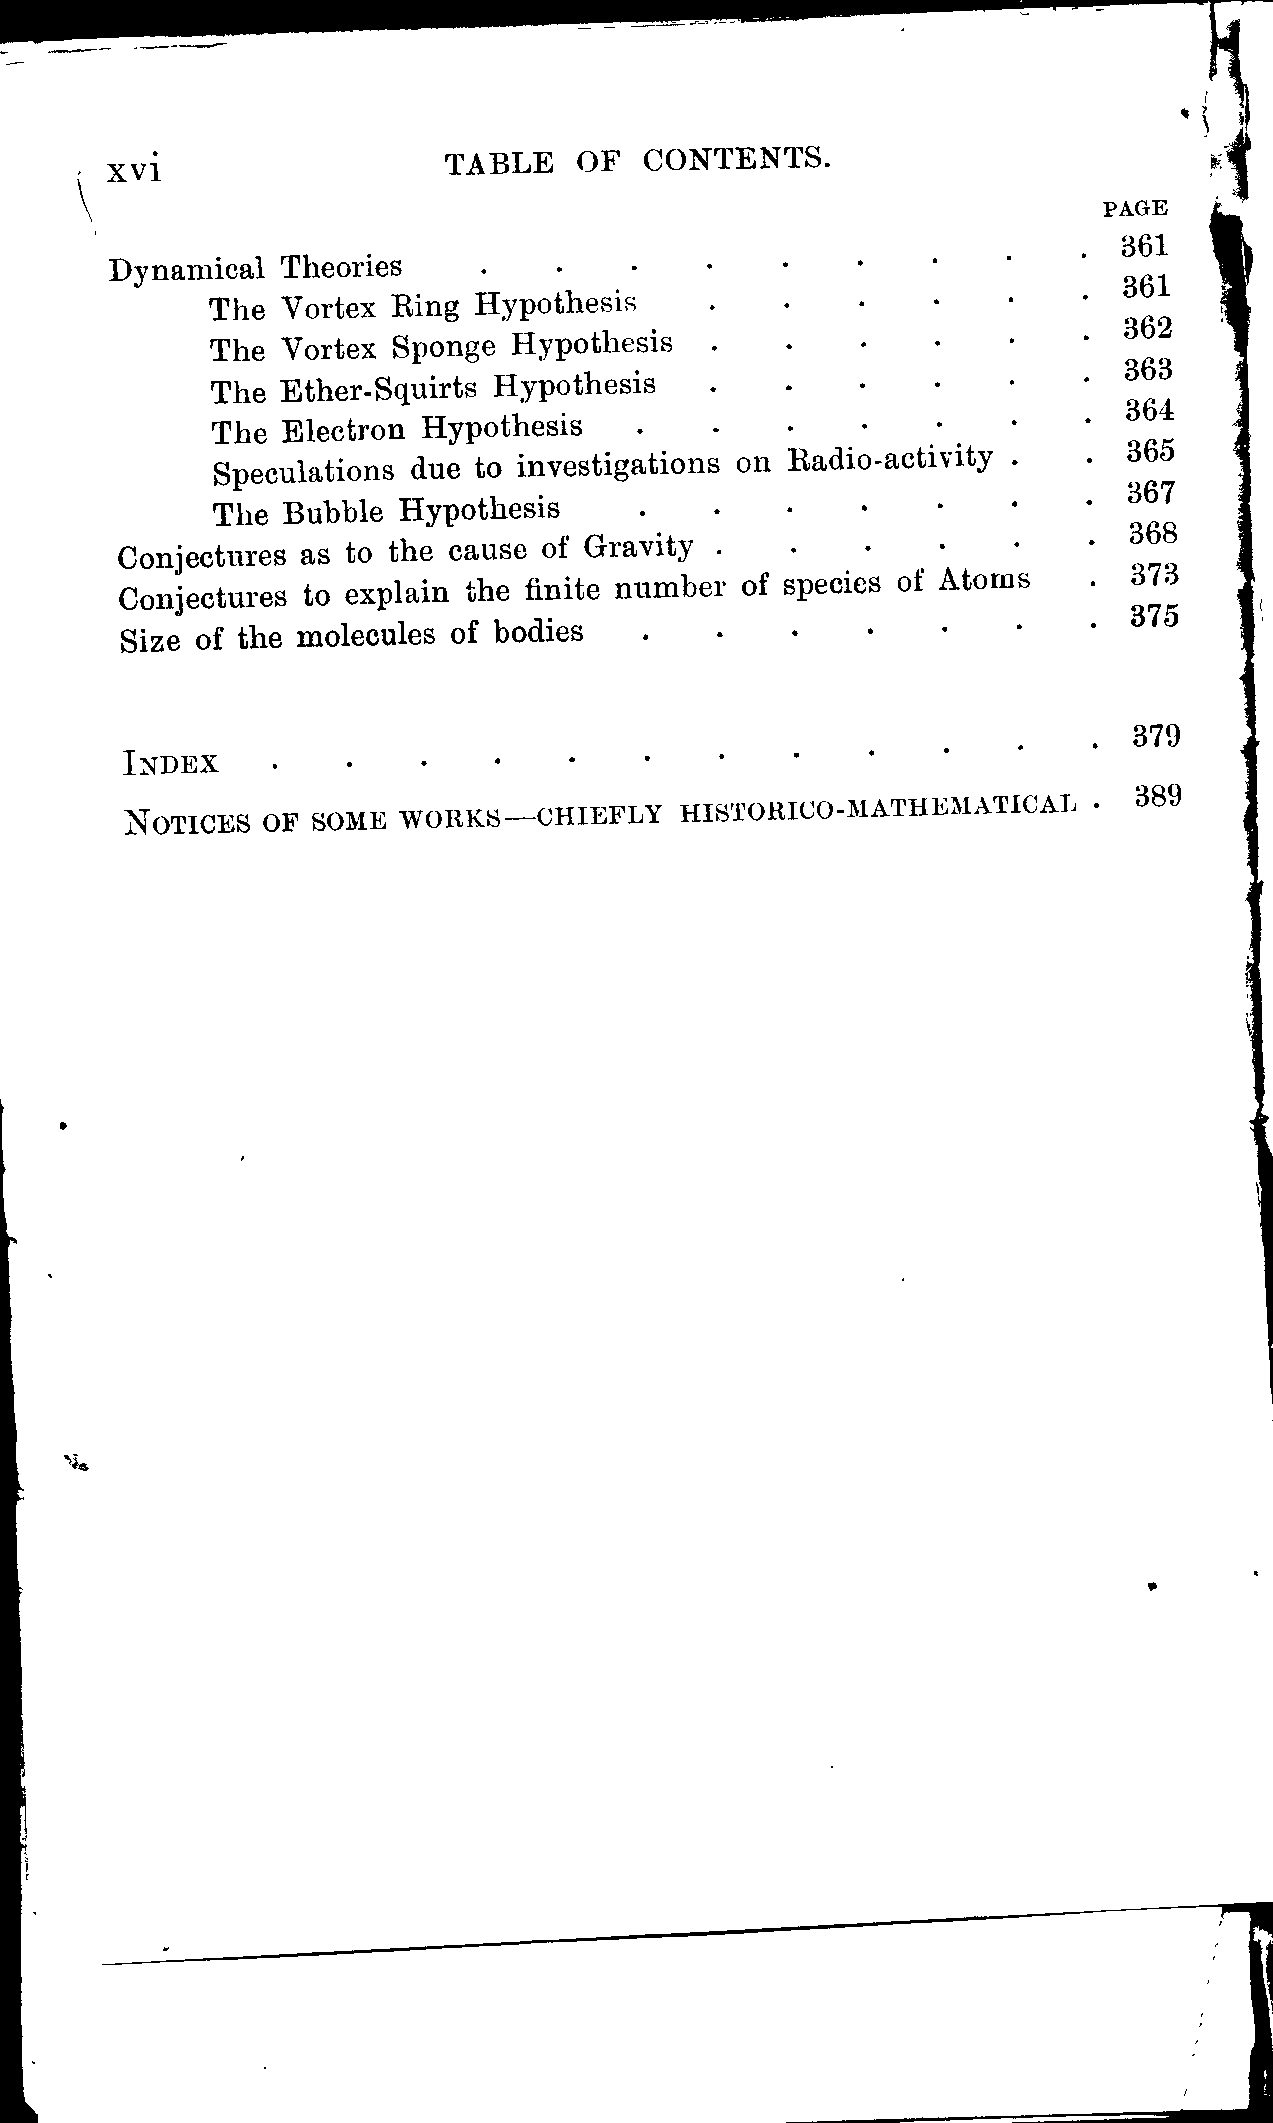 xvi TABLE OF CONTENTS.
PAGE
Dynamical Theories . . . . . . . . . 361
The Vortex Ring Hypothesis . . . . . . 361
The Vortex Sponge Hypothesis . . . . . . 362
The Ether-Squirts Hypothesis . . . . . . 363
The Electron Hypothesis . . . . . . . 364
Speculations due to investigations on Radio-activity . . 365
The Bubble Hypothesis . . . . . . . 367
Conjectures as to the cause of Gravity . . . . . . 368
Conjectures to explain the finite number of species of Atoms . 373
Size of the molecules of bodies . . . . . . . 375
INDEX . . . . . . . . . . . . 379
NOTICES OF SOME WORKS—CHIEFLY HISTORICO-MATHEMATICAL . 389